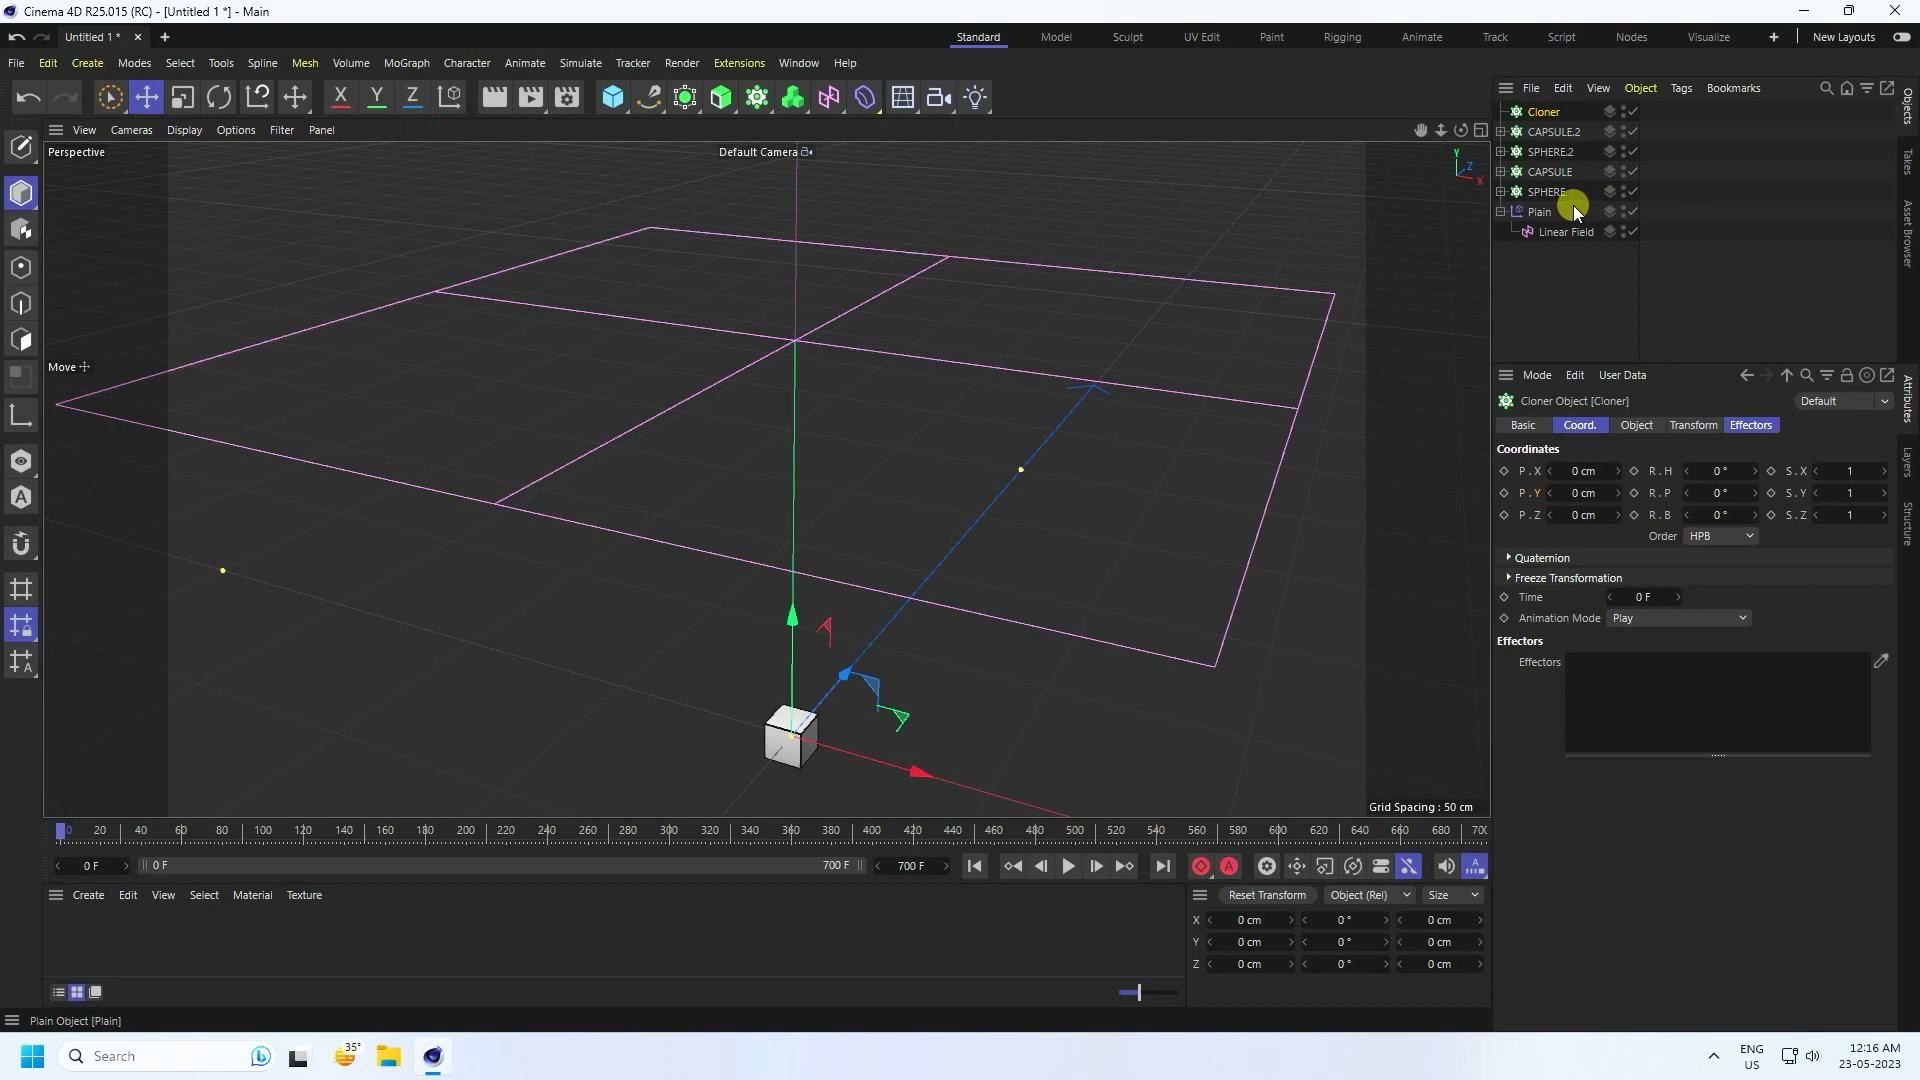 Cinema 4D R25.015 (RC) - [Untitled 1 *] - Main
Untitled 1 *
Standard Model Sculpt UV Edit Paint Rigging Animate Track Script Nodes Visualize New Layouts
File Edit Create Modes Select Tools Spline Mesh Volume MoGraph Character Animate Simulate Tracker Render Extensions Window Help
X Y Z
File Edit View Object Tags Bookmarks
View Cameras Display Options Filter Panel
Perspective
Default Camera
Y
Z
X
Move
Grid Spacing : 50 cm
Cloner
CAPSULE.2
SPHERE.2
CAPSULE
SPHERE
Plain
Linear Field
Objects
Takes
Asset Browser
Attributes
Layers
Structure
Mode Edit User Data
Cloner Object [Cloner]
Default
Basic Coord. Object Transform Effectors
Coordinates
P . X 0 cm R . H 0 ° S . X 1
P . Y 0 cm R . P 0 ° S . Y 1
P . Z 0 cm R . B 0 ° S . Z 1
Order HPB
Quaternion
Freeze Transformation
Time 0 F
Animation Mode Play
Effectors
Effectors
0 20 40 60 80 100 120 140 160 180 200 220 240 260 280 300 320 340 360 380 400 420 440 460 480 500 520 540 560 580 600 620 640 660 680 700
0 F 0 F 700 F 700 F
Create Edit View Select Material Texture
Reset Transform Object (Rel) Size
X 0 cm 0 ° 0 cm
Y 0 cm 0 ° 0 cm
Z 0 cm 0 ° 0 cm
Plain Object [Plain]
Search
35°
ENG
US
12:16 AM
23-05-2023